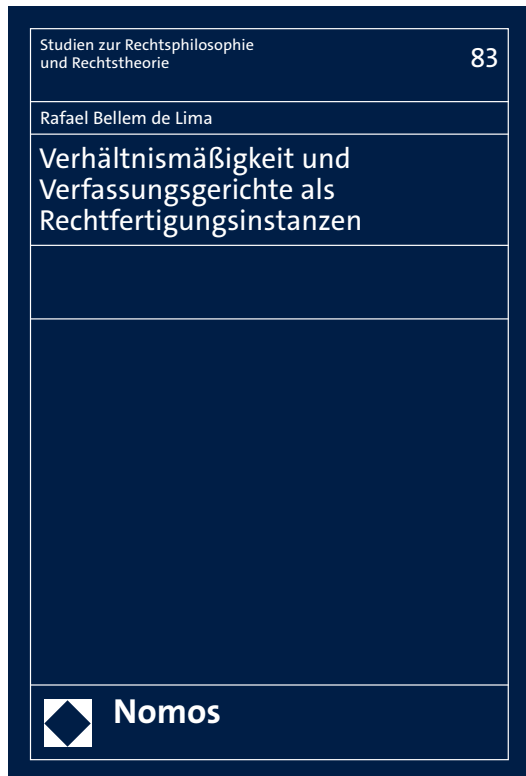 Studien zur Rechtsphilosophie
und Rechtstheorie
83
Rafael Bellem de Lima
Verhältnismäßigkeit und
Verfassungsgerichte als
Rechtfertigungsinstanzen
Nomos